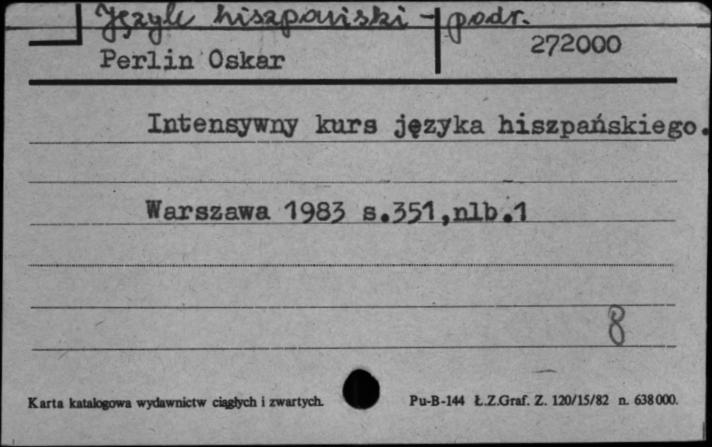 Język hiszpański - podr.
272000
Perlin Oskar
Intensywny kurs języka hiszpańskiego.
Warszawa 1983 s.351,nlb.1
8
Karta katalogowa wydawnictw ciągłych i zwartych. Pu-B-144 Ł.Z.Graf. Z. 120/15/82 n. 638000.